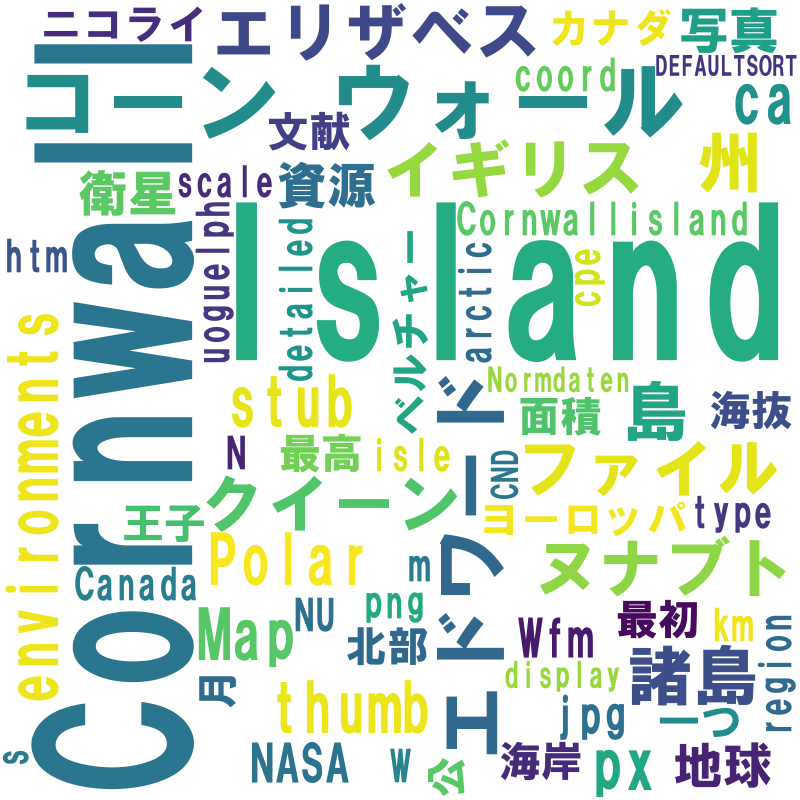 ニコライ
エリザベス
カナダ
写真
DEFAULTSORT
coord
コーンウォール
ca
文献
イギリス
州
衛星
scale
資源
Cornwall
Island
Cornwallisland
uoguelph
htm
detailed
ベルチャー
arctic
cpe
environments
stub
Normdaten
面積
島
海抜
N
最高
isle
エドワード
CND
ファイル
クイーン
王子
ヨーロッパ
type
Polar
m
ヌナブト
Canada
png
NU
Map
北部
Wfm
最初
km
region
display
諸島
月
thumb
jpg
一つ
s
NASA
w
公
海岸
px
地球